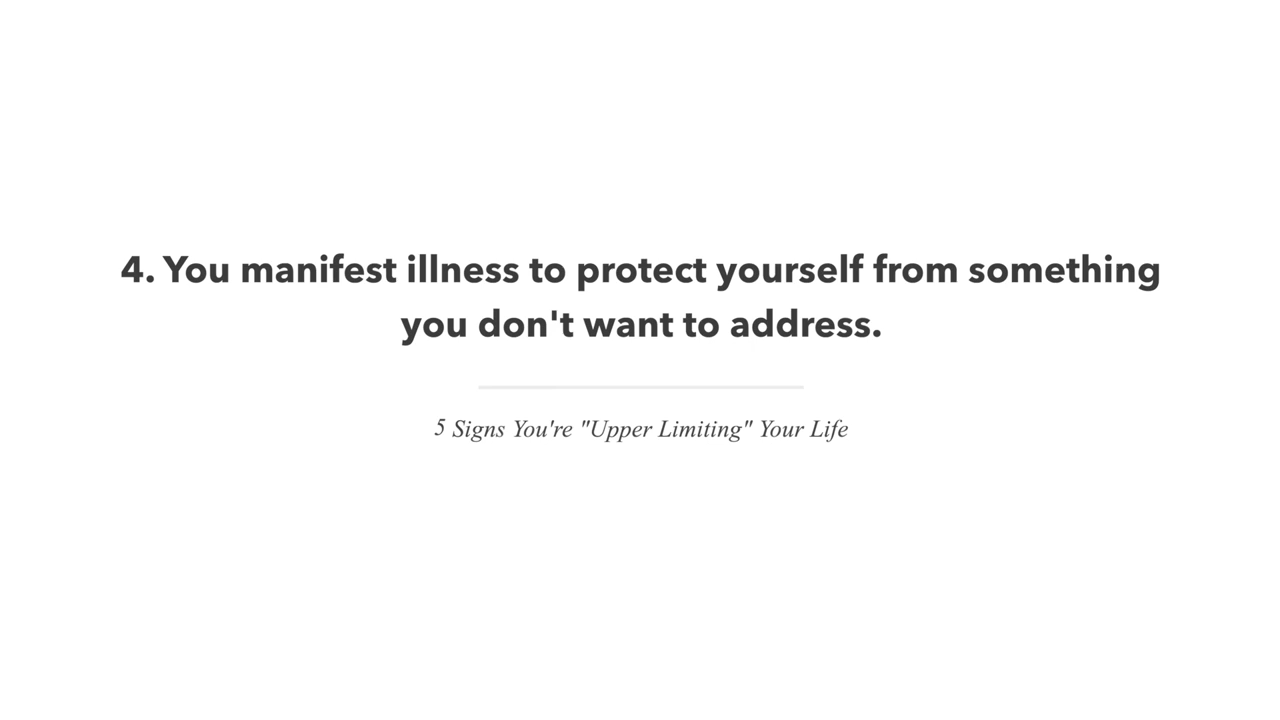 4. You manifest illness to protect yourself from something
you don't want to address.
5 Signs You're "Upper Limiting" Your Life